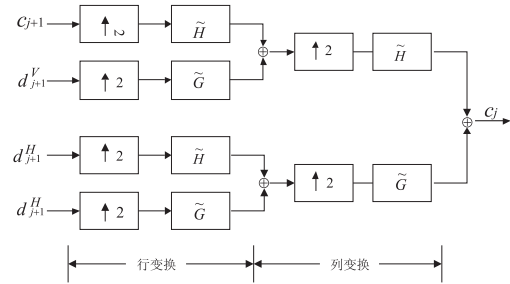 c_{j+1} ↑ 2 H̃
d^V_{j+1} ↑ 2 G̃
⊕ ↑ 2 H̃
d^H_{j+1} ↑ 2 H̃
d^H_{j+1} ↑ 2 G̃
⊕ ↑ 2 G̃
⊕ c_j
行变换 列变换